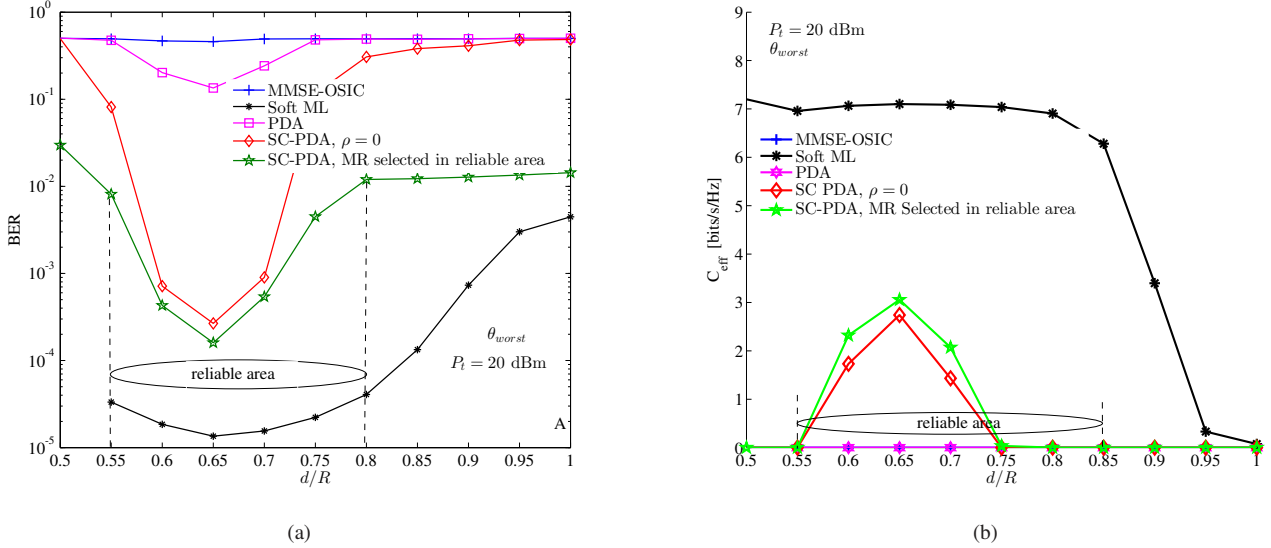 10^0
10^-1
10^-2
10^-3
10^-4
10^-5
BER
MMSE-OSIC
Soft ML
PDA
SC-PDA, ρ = 0
SC-PDA, MR selected in reliable area
θ_worst
P_t = 20 dBm
reliable area
A
0.5 0.55 0.6 0.65 0.7 0.75 0.8 0.85 0.9 0.95 1
d/R
(a)
9
8
7
6
5
4
3
2
1
0
C_eff [bits/s/Hz]
P_t = 20 dBm
θ_worst
MMSE-OSIC
Soft ML
PDA
SC PDA, ρ = 0
SC-PDA, MR Selected in reliable area
reliable area
0.5 0.55 0.6 0.65 0.7 0.75 0.8 0.85 0.9 0.95 1
d/R
(b)